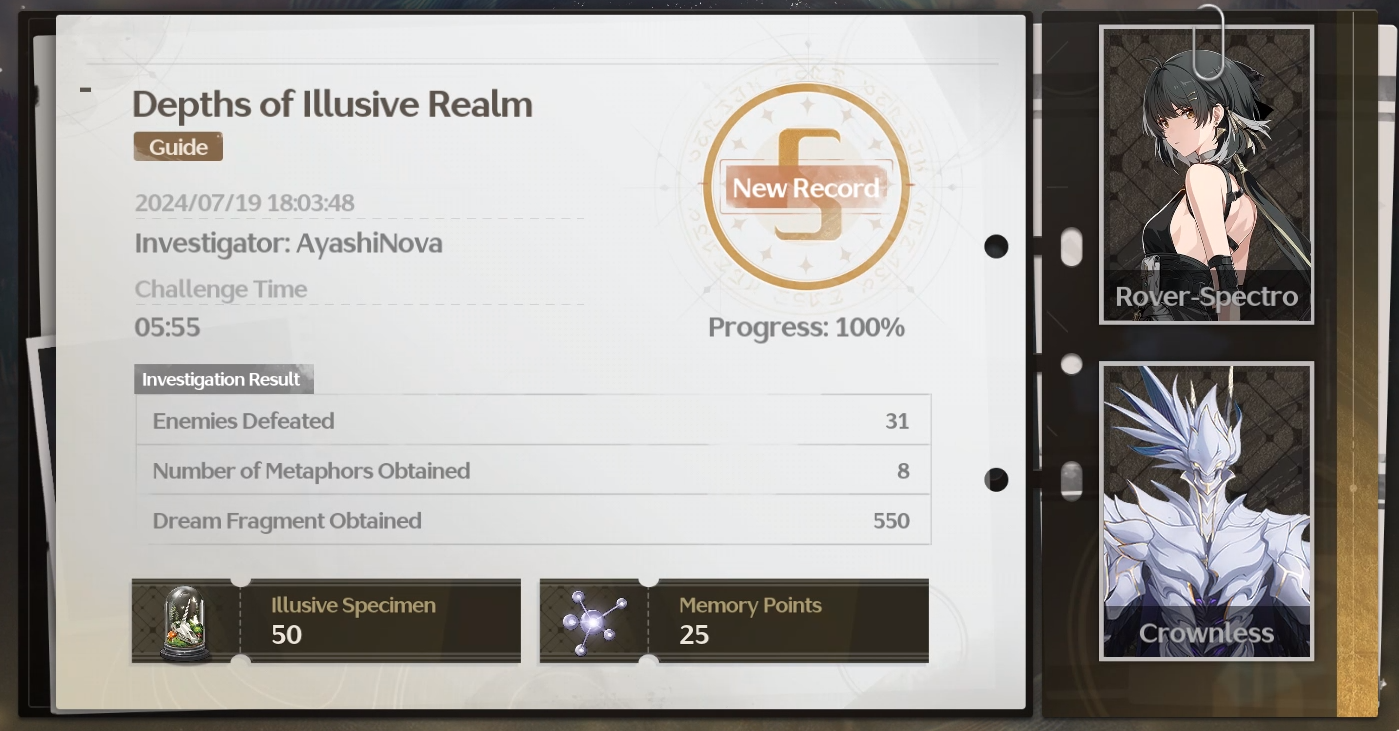 Depths of Illusive Realm
Guide
2024/07/19 18:03:48
Investigator: AyashiNova
Challenge Time
05:55
S
New Record
Progress: 100%
Investigation Result
Enemies Defeated 31
Number of Metaphors Obtained 8
Dream Fragment Obtained 550
Illusive Specimen
50
Memory Points
25
Rover-Spectro
Crownless